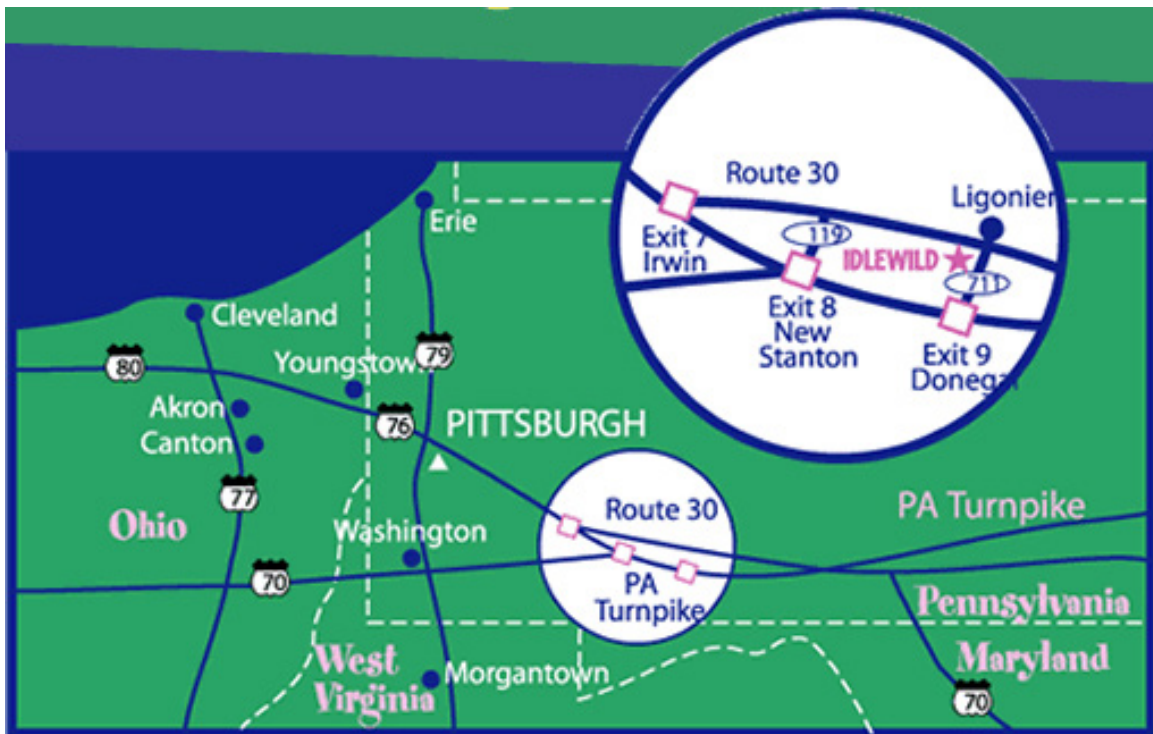 Route 30
Ligonier
Exit 7
Irwin
119
IDLEWILD
711
Exit 8
New
Stanton
Exit 9
Donegal
Erie
Cleveland
80
Youngstown
79
Akron
76
PITTSBURGH
Canton
77
Ohio
Route 30
PA Turnpike
Washington
70
PA
Turnpike
Pennsylvania
Maryland
West
Virginia
Morgantown
70